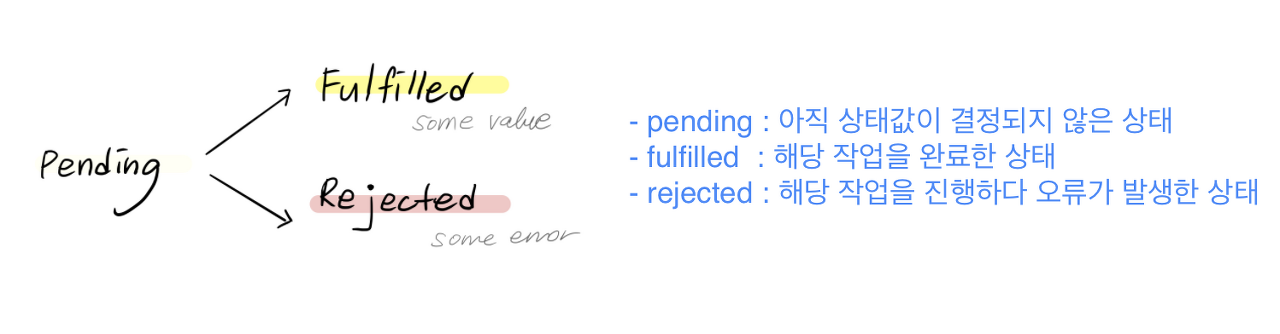 Fulfilled
some value
Pending
Rejected
some error
- pending : 아직 상태값이 결정되지 않은 상태
- fulfilled : 해당 작업을 완료한 상태
- rejected : 해당 작업을 진행하다 오류가 발생한 상태